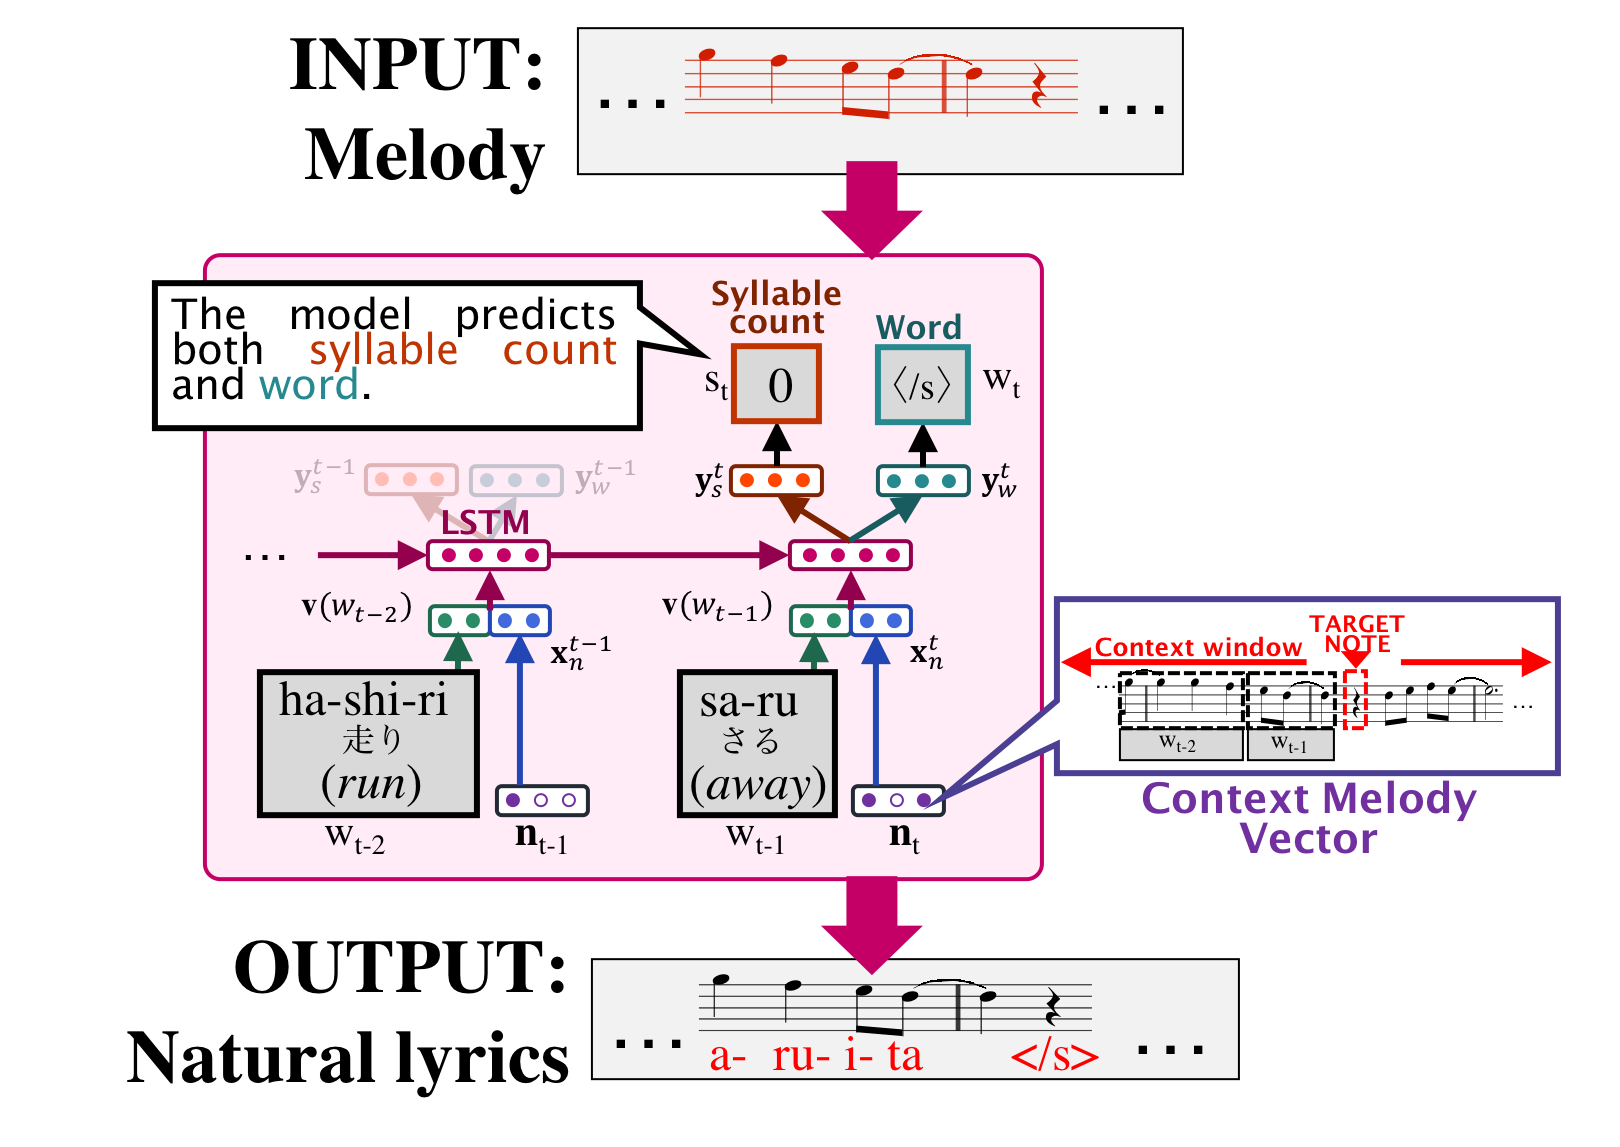 INPUT:
Melody
...
...
The model predicts
both syllable count
and word.
Syllable
count
Word
s_t
0
〈/s〉
w_t
y_s^{t-1}
y_w^{t-1}
y_s^t
y_w^t
LSTM
...
v(w_{t-2})
x_n^{t-1}
v(w_{t-1})
x_n^t
ha-shi-ri
走り
(run)
w_{t-2}
n_{t-1}
sa-ru
さる
(away)
w_{t-1}
n_t
TARGET
NOTE
Context window
...
...
w_{t-2}
w_{t-1}
Context Melody
Vector
OUTPUT:
Natural lyrics
...
a- ru- i- ta </s>
...